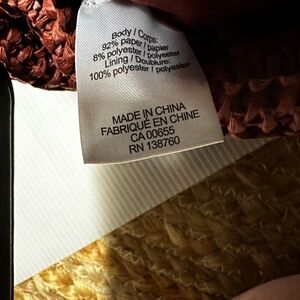 Body / Corps:
92% paper / papier
8% polyester / polyester
Lining / Doublure:
100% polyester / polyester
MADE IN CHINA
FABRIQUÉ EN CHINE
CA 00655
RN 138760